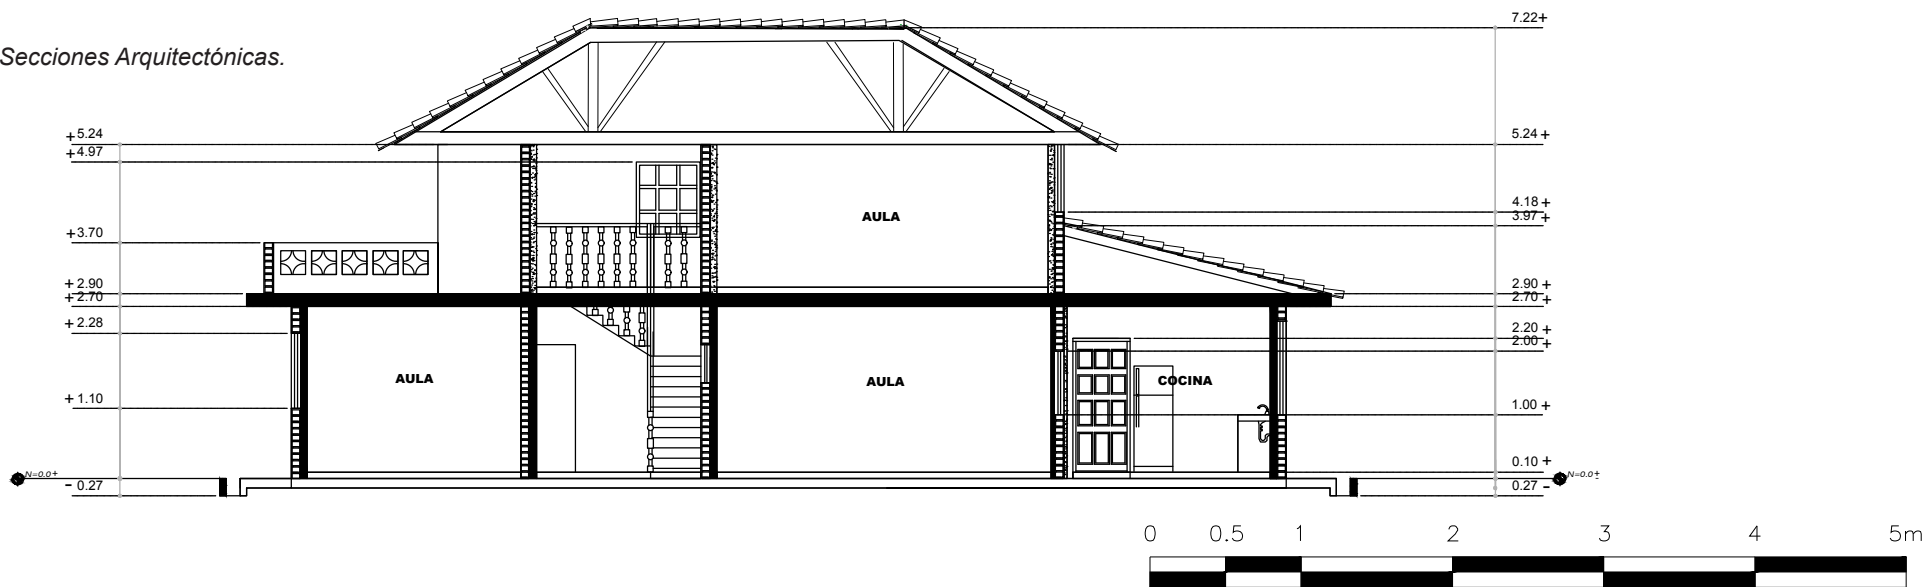 7.22+
Secciones Arquitectónicas.
+5.24
5.24+
+4.97
4.18+
AULA
3.97+
+3.70
+2.90
2.90+
+2.70
2.70+
+2.28
2.20+
2.00+
AULA
AULA
COCINA
+1.10
1.00+
0.10+
N=0.0+
N=0.0±
-0.27
0.27-
0 0.5 1 2 3 4 5m